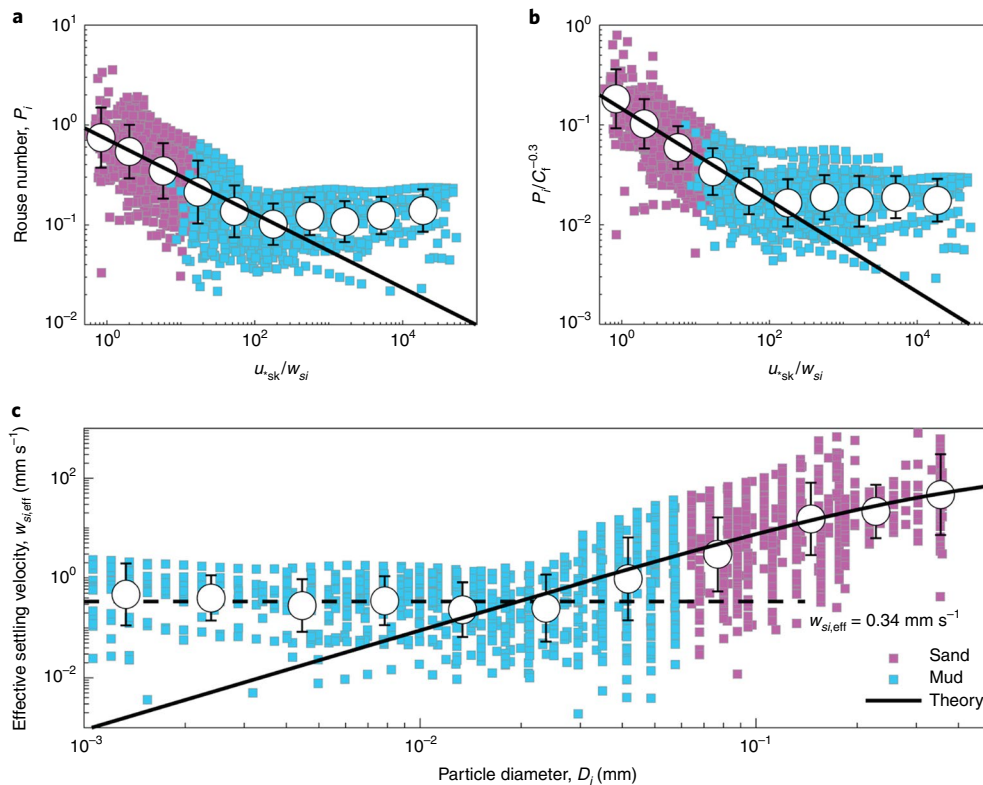 a
10^1
10^0
10^−1
10^−2
Rouse number, P_i
10^0
10^2
10^4
u_*sk/w_si
b
10^0
10^−1
10^−2
10^−3
P_i/C_f^−0.3
10^0
10^2
10^4
u_*sk/w_si
c
10^2
10^0
10^−2
Effective settling velocity, w_si,eff (mm s^−1)
w_si,eff = 0.34 mm s^−1
Sand
Mud
Theory
10^−3
10^−2
10^−1
Particle diameter, D_i (mm)